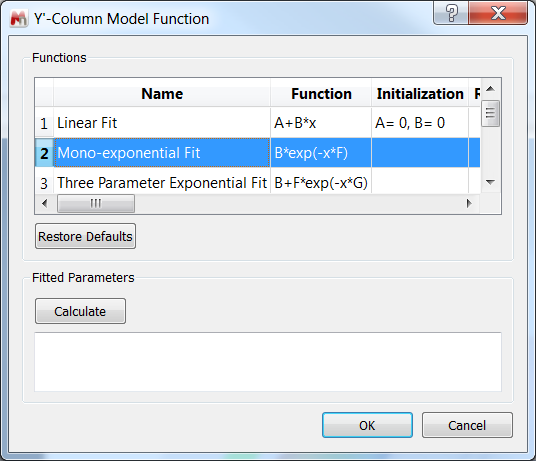 Y'-Column Model Function
Functions
Name Function Initialization
1 Linear Fit A+B*x A= 0, B= 0
2 Mono-exponential Fit B*exp(-x*F)
3 Three Parameter Exponential Fit B+F*exp(-x*G)
Restore Defaults
Fitted Parameters
Calculate
OK Cancel